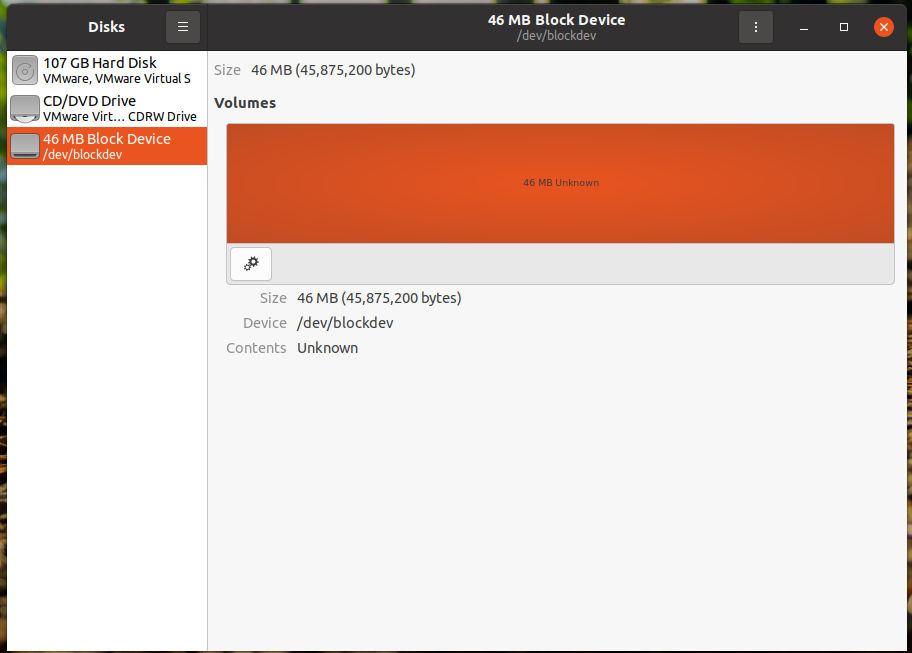 Disks
46 MB Block Device
/dev/blockdev
107 GB Hard Disk
VMware, VMware Virtual S
CD/DVD Drive
VMware Virt… CDRW Drive
46 MB Block Device
/dev/blockdev
Size 46 MB (45,875,200 bytes)
Volumes
46 MB Unknown
Size 46 MB (45,875,200 bytes)
Device /dev/blockdev
Contents Unknown